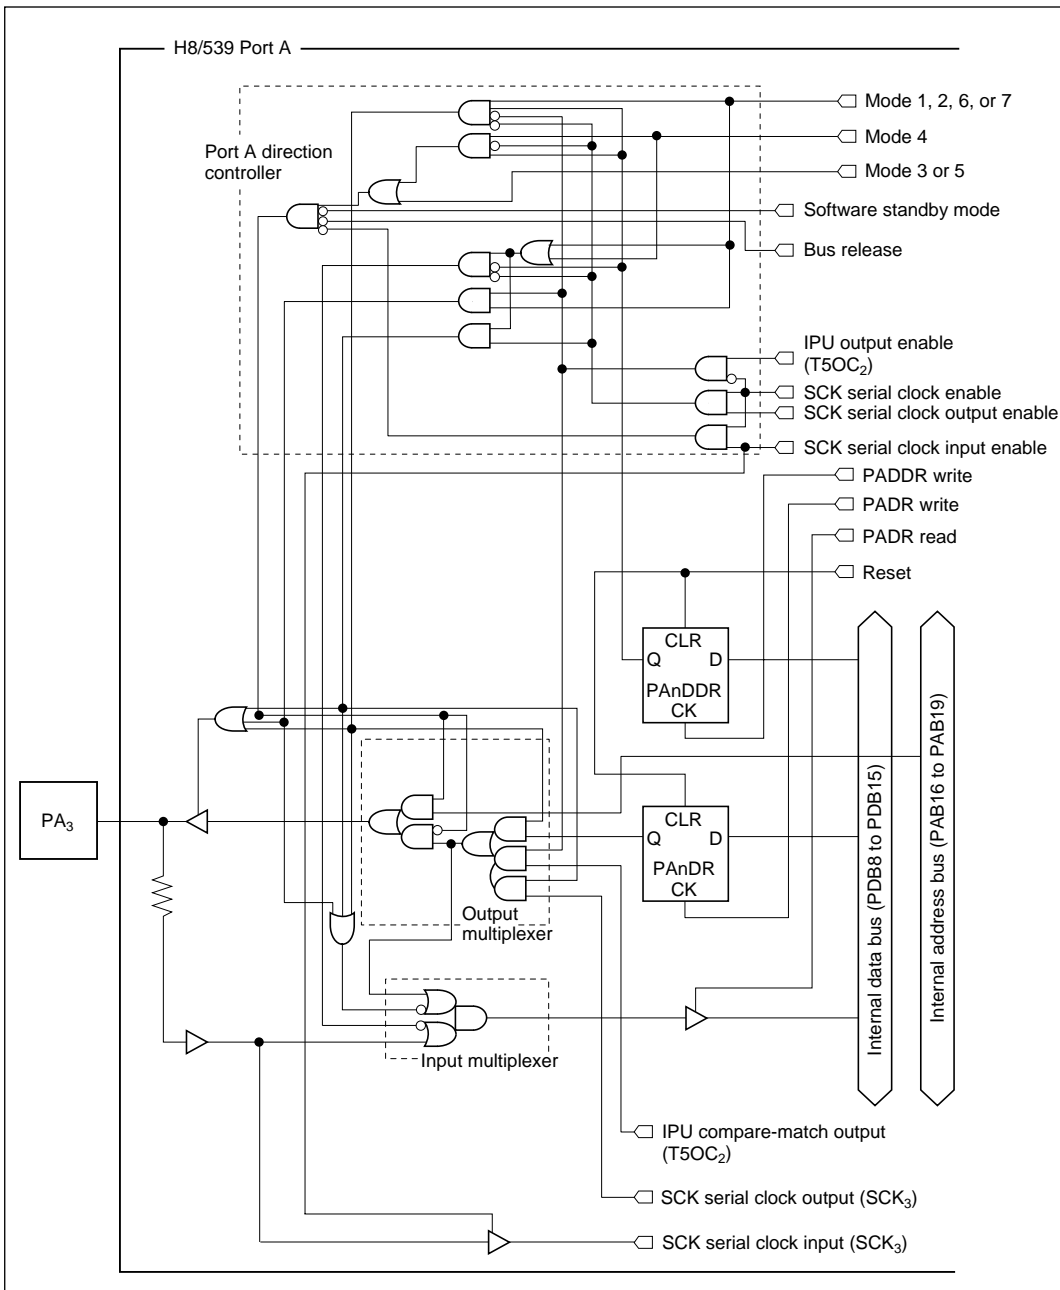 H8/539 Port A
Mode 1, 2, 6, or 7
Mode 4
Port A direction
controller
Mode 3 or 5
Software standby mode
Bus release
IPU output enable
(T5OC2)
SCK serial clock enable
SCK serial clock output enable
SCK serial clock input enable
PADDR write
PADR write
PADR read
Reset
CLR
Q D
PAnDDR
CK
PA3
CLR
Q D
PAnDR
CK
Output
multiplexer
Input multiplexer
Internal data bus (PDB8 to PDB15)
Internal address bus (PAB16 to PAB19)
IPU compare-match output
(T5OC2)
SCK serial clock output (SCK3)
SCK serial clock input (SCK3)